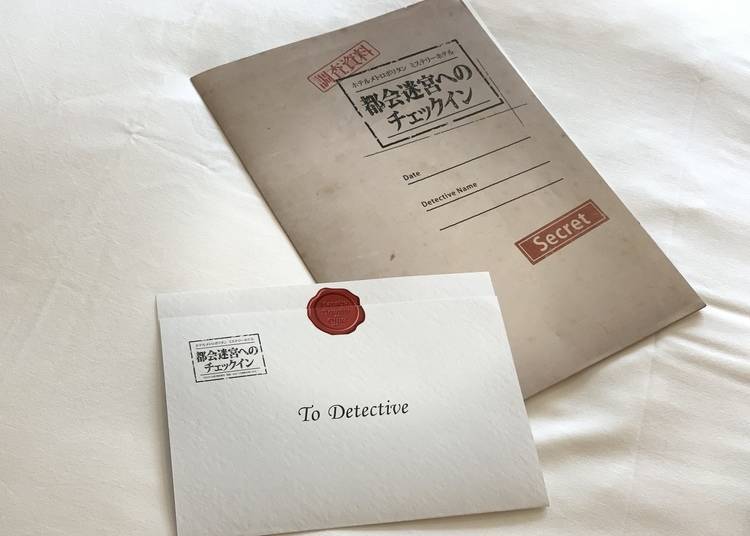 調査資料
ホテルメトロポリタン ミステリーホテル
都会迷宮への
チェックイン
Date
Detective Name
Secret
ホテルメトロポリタン ミステリーホテル
都会迷宮への
チェックイン
To Detective